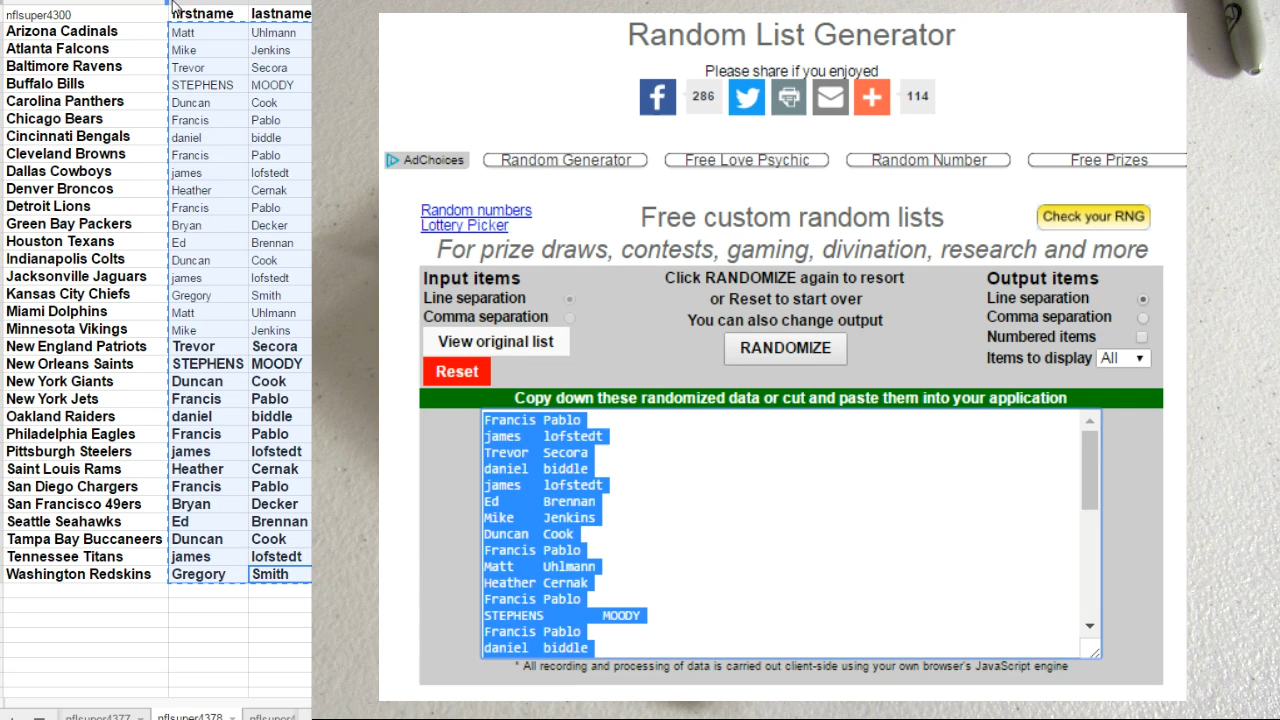 nflsuper4300 firstname lastname
Arizona Cadinals Matt Uhlmann
Atlanta Falcons Mike Jenkins
Baltimore Ravens Trevor Secora
Buffalo Bills STEPHENS MOODY
Carolina Panthers Duncan Cook
Chicago Bears Francis Pablo
Cincinnati Bengals daniel biddle
Cleveland Browns Francis Pablo
Dallas Cowboys james lofstedt
Denver Broncos Heather Cernak
Detroit Lions Francis Pablo
Green Bay Packers Bryan Decker
Houston Texans Ed Brennan
Indianapolis Colts Duncan Cook
Jacksonville Jaguars james lofstedt
Kansas City Chiefs Gregory Smith
Miami Dolphins Matt Uhlmann
Minnesota Vikings Mike Jenkins
New England Patriots Trevor Secora
New Orleans Saints STEPHENS MOODY
New York Giants Duncan Cook
New York Jets Francis Pablo
Oakland Raiders daniel biddle
Philadelphia Eagles Francis Pablo
Pittsburgh Steelers james lofstedt
Saint Louis Rams Heather Cernak
San Diego Chargers Francis Pablo
San Francisco 49ers Bryan Decker
Seattle Seahawks Ed Brennan
Tampa Bay Buccaneers Duncan Cook
Tennessee Titans james lofstedt
Washington Redskins Gregory Smith
nflsuper4377 nflsuper4378 nflsuper4
Random List Generator
Please share if you enjoyed
286 114
AdChoices Random Generator Free Love Psychic Random Number Free Prizes
Random numbers
Lottery Picker
Free custom random lists
Check your RNG
For prize draws, contests, gaming, divination, research and more
Input items
Line separation
Comma separation
View original list
Reset
Click RANDOMIZE again to resort
or Reset to start over
You can also change output
RANDOMIZE
Output items
Line separation
Comma separation
Numbered items
Items to display All
Copy down these randomized data or cut and paste them into your application
Francis Pablo
james lofstedt
Trevor Secora
daniel biddle
james lofstedt
Ed Brennan
Mike Jenkins
Duncan Cook
Francis Pablo
Matt Uhlmann
Heather Cernak
Francis Pablo
STEPHENS MOODY
Francis Pablo
daniel biddle
* All recording and processing of data is carried out client-side using your own browser's JavaScript engine